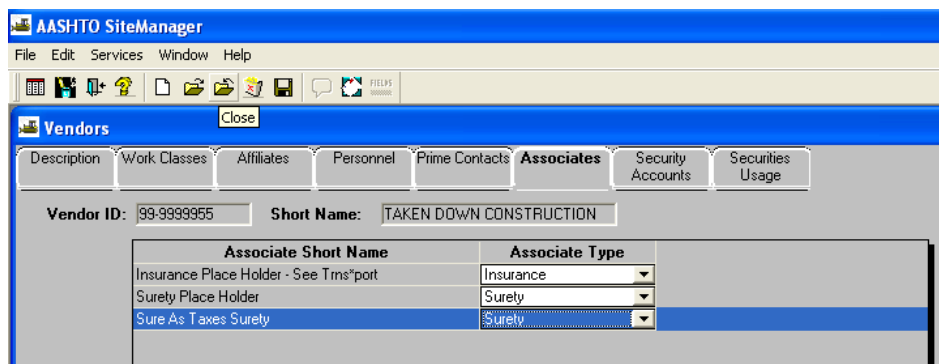 AASHTO SiteManager
File Edit Services Window Help
FIELDS
Close
Vendors
Description Work Classes Affiliates Personnel Prime Contacts Associates Security Accounts Securities Usage
Vendor ID: 99-9999955 Short Name: TAKEN DOWN CONSTRUCTION
Associate Short Name Associate Type
Insurance Place Holder - See Trns*port Insurance
Surety Place Holder Surety
Sure As Taxes Surety Surety